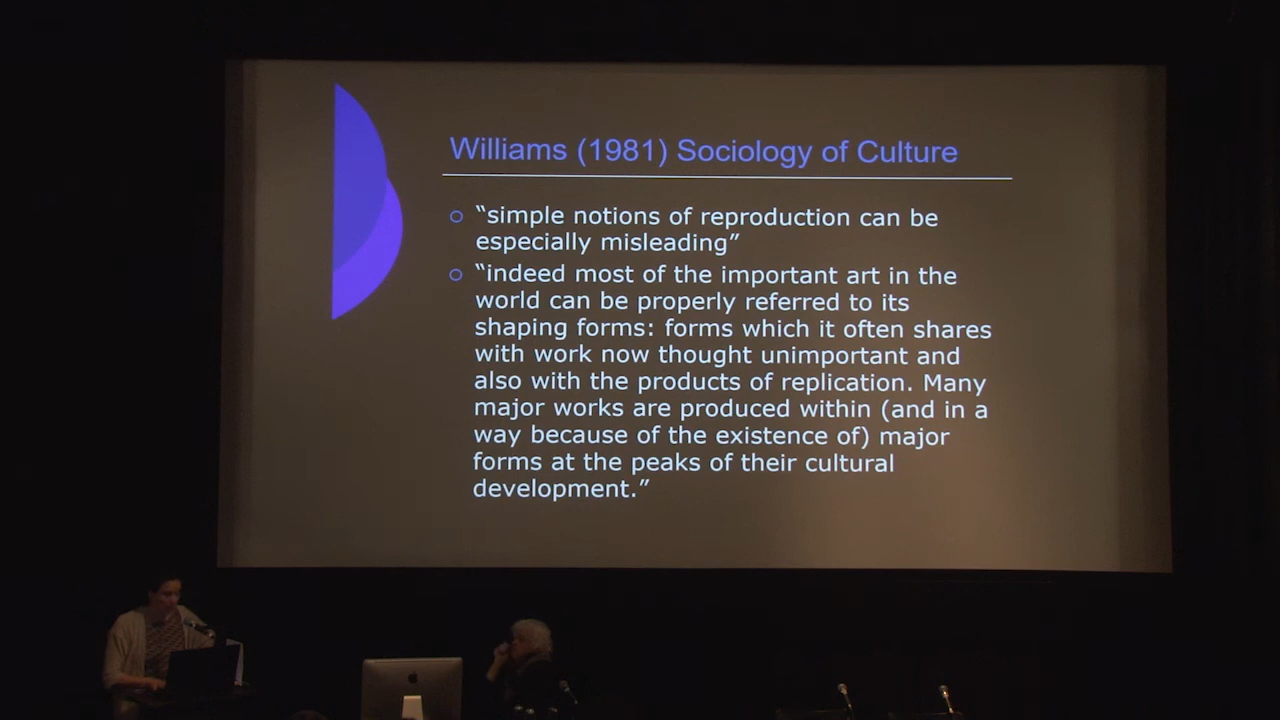 Williams (1981) Sociology of Culture
“simple notions of reproduction can be
especially misleading”
“indeed most of the important art in the
world can be properly referred to its
shaping forms: forms which it often shares
with work now thought unimportant and
also with the products of replication. Many
major works are produced within (and in a
way because of the existence of) major
forms at the peaks of their cultural
development.”